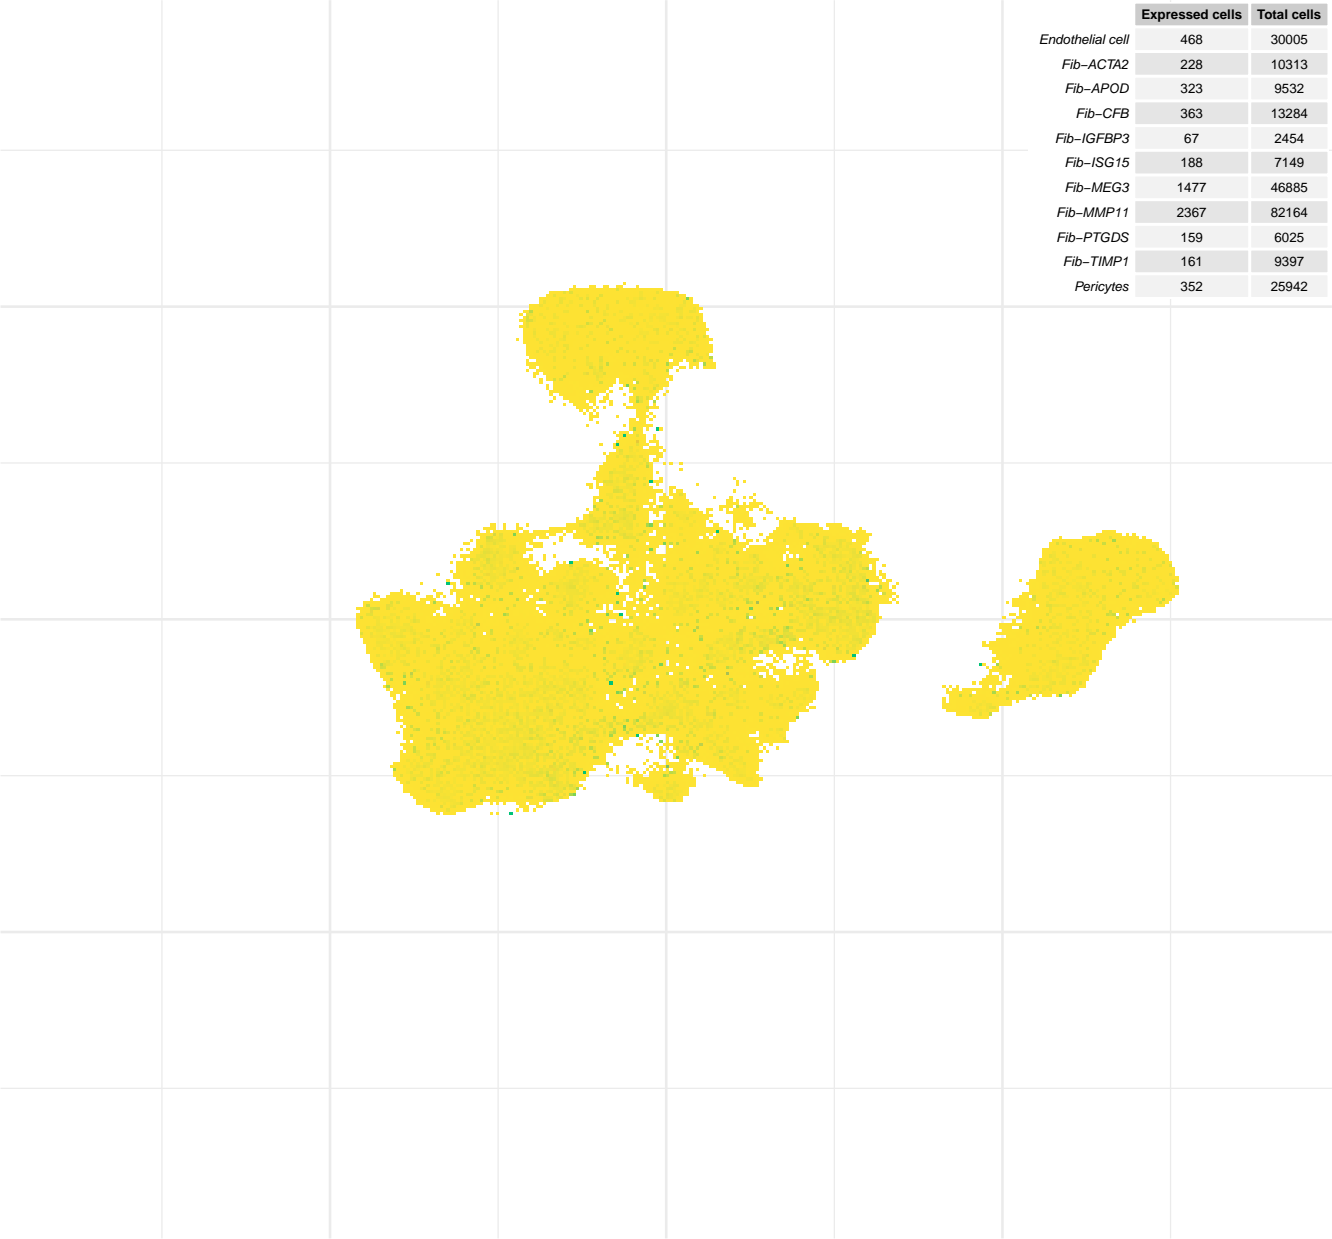 Expressed cells Total cells
Endothelial cell 468 30005
Fib−ACTA2 228 10313
Fib−APOD 323 9532
Fib−CFB 363 13284
Fib−IGFBP3 67 2454
Fib−ISG15 188 7149
Fib−MEG3 1477 46885
Fib−MMP11 2367 82164
Fib−PTGDS 159 6025
Fib−TIMP1 161 9397
Pericytes 352 25942